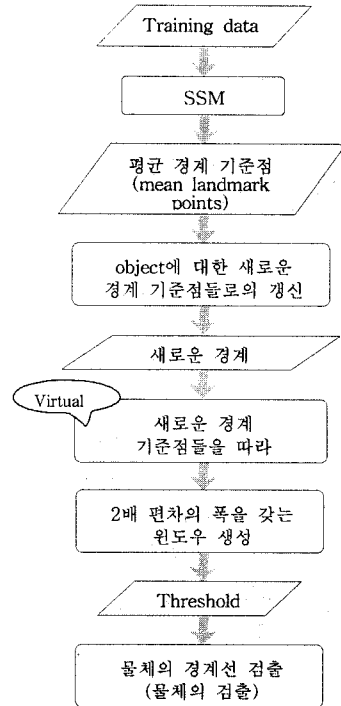 Training data
SSM
평균 경계 기준점
(mean landmark
points)
object에 대한 새로운
경계 기준점들로의 갱신
새로운 경계
Virtual
새로운 경계
기준점들을 따라
2배 편차의 폭을 갖는
윈도우 생성
Threshold
물체의 경계선 검출
(물체의 검출)